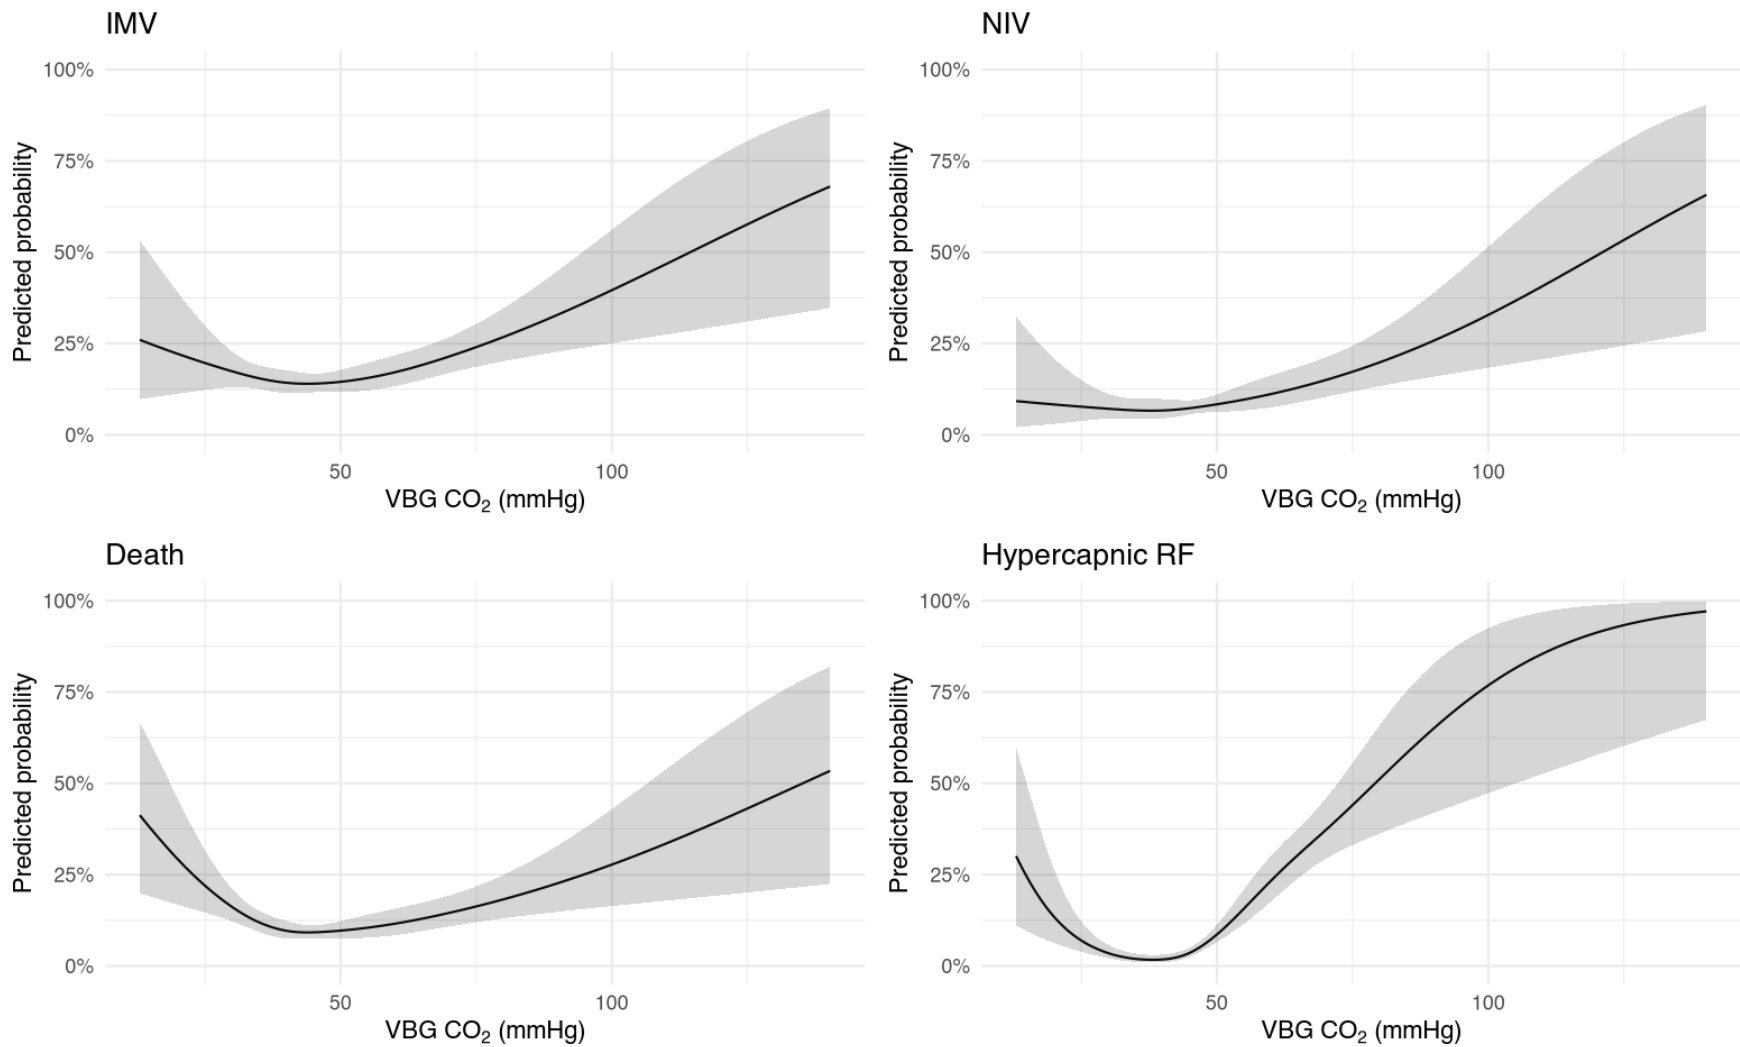 IMV
100%
75%
50%
25%
0%
Predicted probability
50 100
VBG CO₂ (mmHg)
NIV
100%
75%
50%
25%
0%
Predicted probability
50 100
VBG CO₂ (mmHg)
Death
100%
75%
50%
25%
0%
Predicted probability
50 100
VBG CO₂ (mmHg)
Hypercapnic RF
100%
75%
50%
25%
0%
Predicted probability
50 100
VBG CO₂ (mmHg)